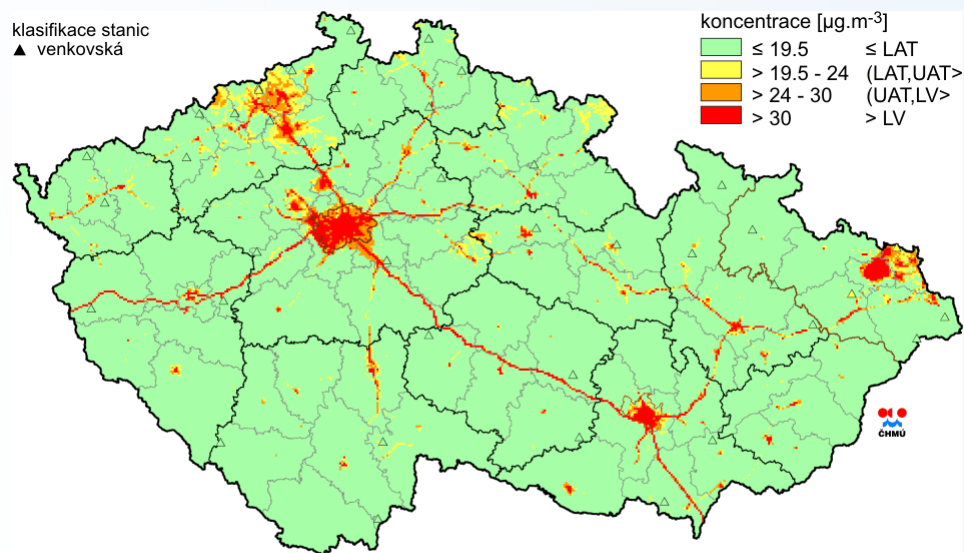 klasifikace stanic
▲ venkovská
koncentrace [µg.m-3]
≤ 19.5 ≤ LAT
> 19.5 - 24 (LAT,UAT>
> 24 - 30 (UAT,LV>
> 30 > LV
ČHMÚ